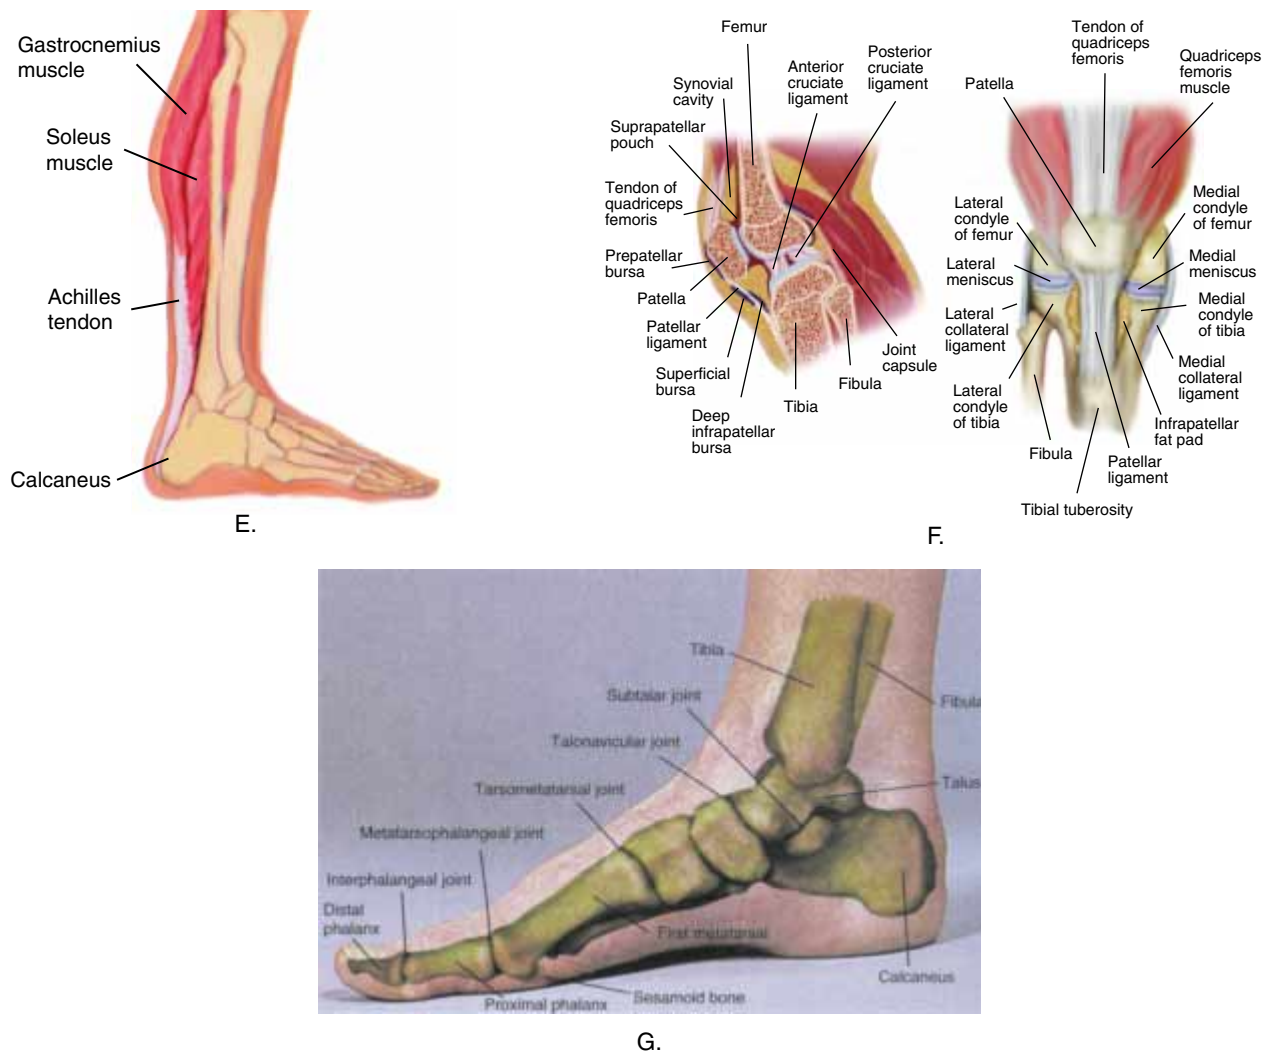 Gastrocnemius
muscle
Soleus
muscle
Achilles
tendon
Calcaneus
E.
Femur
Synovial
cavity
Suprapatellar
pouch
Tendon of
quadriceps
femoris
Prepatellar
bursa
Patella
Patellar
ligament
Superficial
bursa
Deep
infrapatellar
bursa
Anterior
cruciate
ligament
Posterior
cruciate
ligament
Joint
capsule
Fibula
Tibia
Tendon of
quadriceps
femoris
Patella
Quadriceps
femoris
muscle
Lateral
condyle
of femur
Lateral
meniscus
Lateral
collateral
ligament
Lateral
condyle
of tibia
Fibula
Medial
condyle
of femur
Medial
meniscus
Medial
condyle
of tibia
Medial
collateral
ligament
Infrapatellar
fat pad
Patellar
ligament
Tibial tuberosity
F.
Tibia
Subtalar joint
Fibula
Talonavicular joint
Talus
Tarsometatarsal joint
Metatarsophalangeal joint
Interphalangeal joint
Distal
phalanx
First metatarsal
Calcaneus
Sesamoid bone
Proximal phalanx
G.